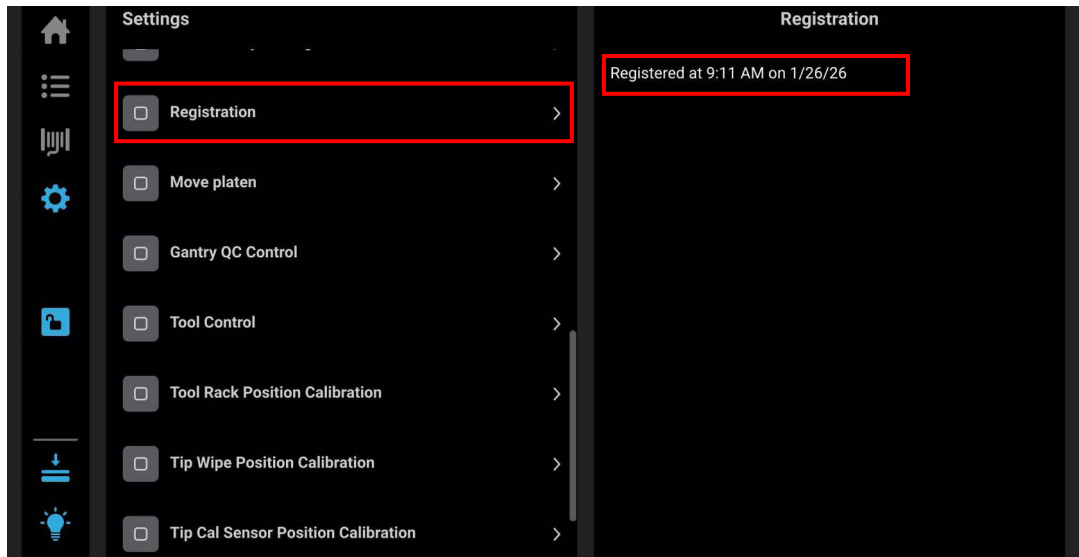 Settings
Registration
Move platen
Gantry QC Control
Tool Control
Tool Rack Position Calibration
Tip Wipe Position Calibration
Tip Cal Sensor Position Calibration
Registration
Registered at 9:11 AM on 1/26/26